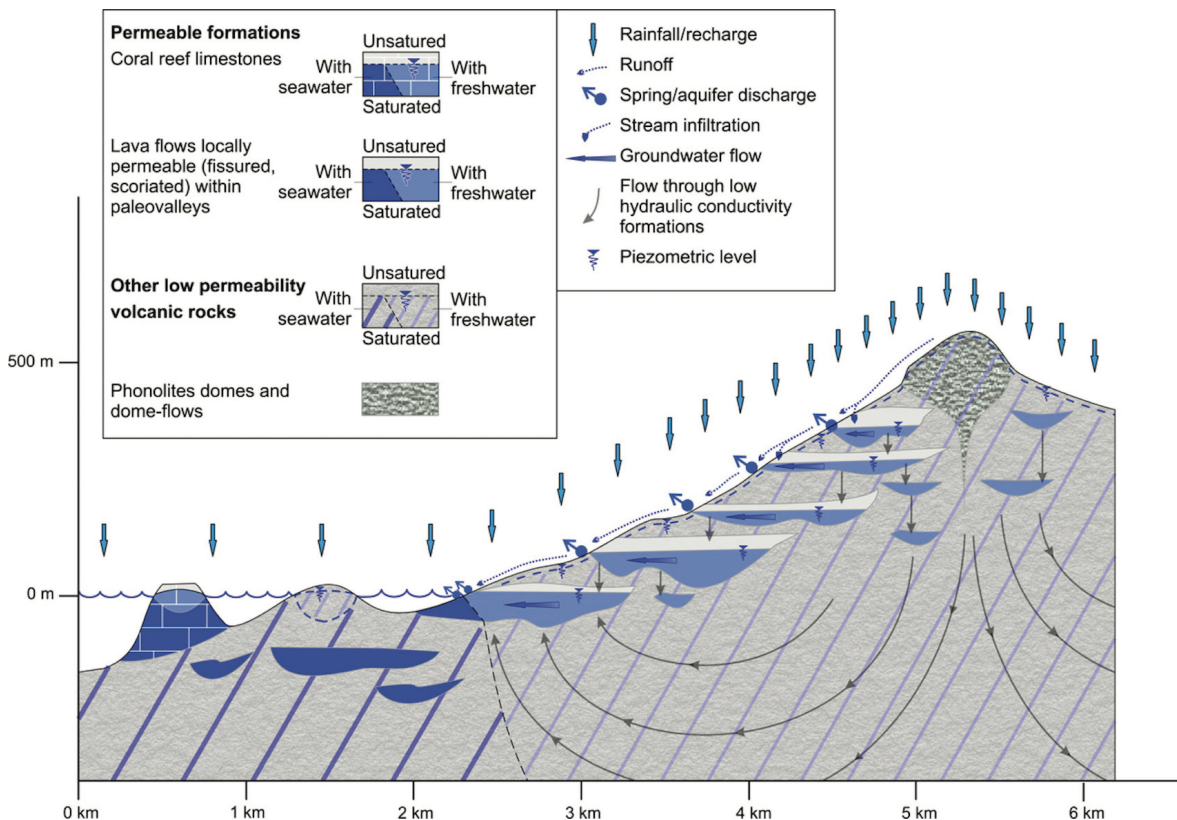 Permeable formations
Coral reef limestones
Unsatured
With
seawater
With
freshwater
Saturated
Lava flows locally
permeable (fissured,
scoriated) within
paleovalleys
Unsatured
With
seawater
With
freshwater
Saturated
Other low permeability
volcanic rocks
Unsatured
With
seawater
With
freshwater
Saturated
Phonolites domes and
dome-flows
Rainfall/recharge
Runoff
Spring/aquifer discharge
Stream infiltration
Groundwater flow
Flow through low
hydraulic conductivity
formations
Piezometric level
500 m
0 m
0 km
1 km
2 km
3 km
4 km
5 km
6 km